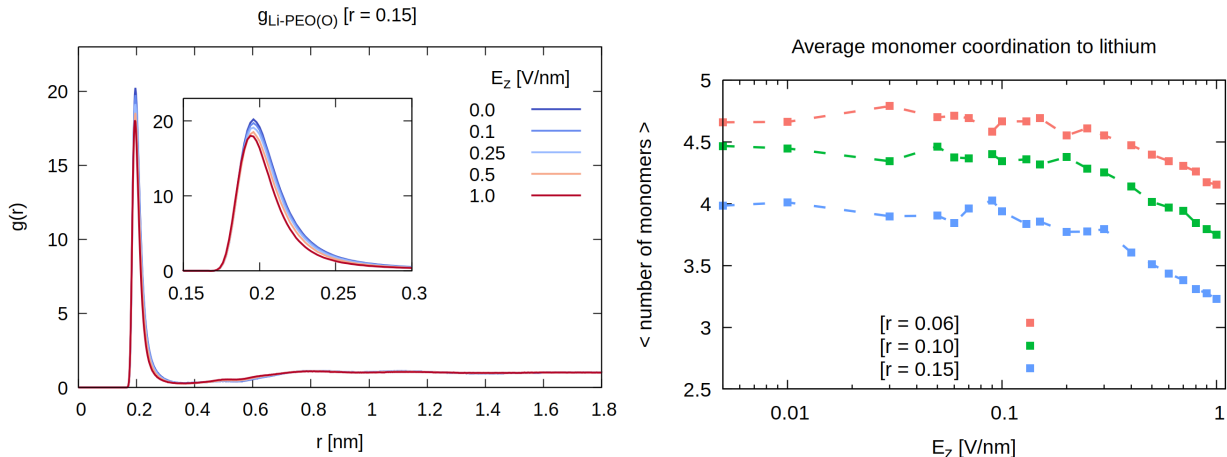 g_Li-PEO(O) [r = 0.15]
E_z [V/nm]
0.0
0.1
0.25
0.5
1.0
g(r)
20
15
10
5
0
0 0.2 0.4 0.6 0.8 1 1.2 1.4 1.6 1.8
r [nm]
20
10
0
0.15 0.2 0.25 0.3
Average monomer coordination to lithium
< number of monomers >
5
4.5
4
3.5
3
2.5
[r = 0.06]
[r = 0.10]
[r = 0.15]
0.01 0.1 1
E_z [V/nm]